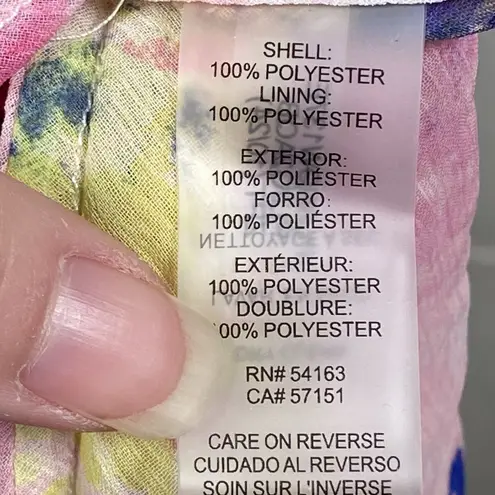 SHELL:
100% POLYESTER
LINING:
100% POLYESTER
EXTERIOR:
100% POLIÉSTER
FORRO:
100% POLIÉSTER
EXTÉRIEUR:
100% POLYESTER
DOUBLURE:
00% POLYESTER
RN# 54163
CA# 57151
CARE ON REVERSE
CUIDADO AL REVERSO
SOIN SUR L'INVERSE